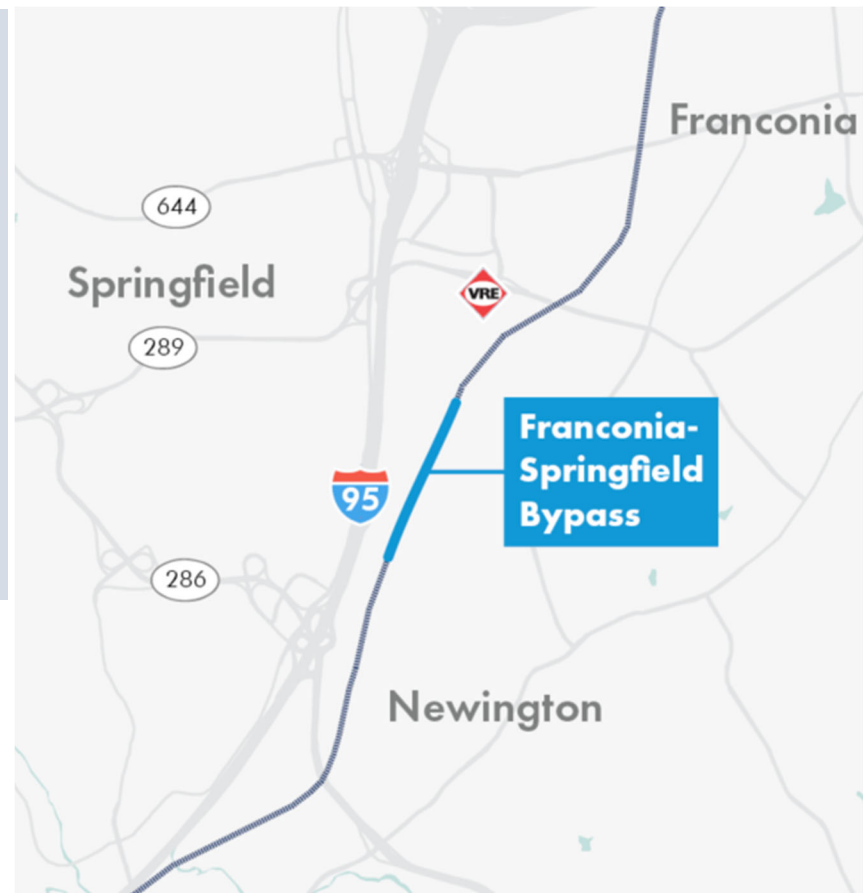 Franconia
644
Springfield
VRE
289
Franconia-
Springfield
Bypass
95
286
Newington